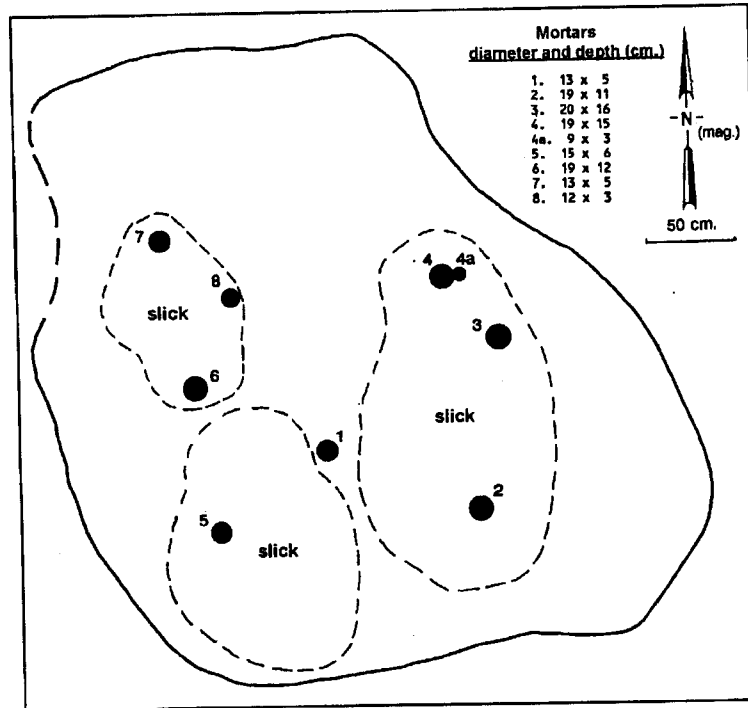 Mortars
diameter and depth (cm.)
1. 13 x 5
2. 19 x 11
3. 20 x 16
4. 19 x 15
4a. 9 x 3
5. 15 x 6
6. 19 x 12
7. 13 x 5
8. 12 x 3
-N-
(mag.)
50 cm.
7
8
slick
6
4
4a
3
slick
1
2
5
slick